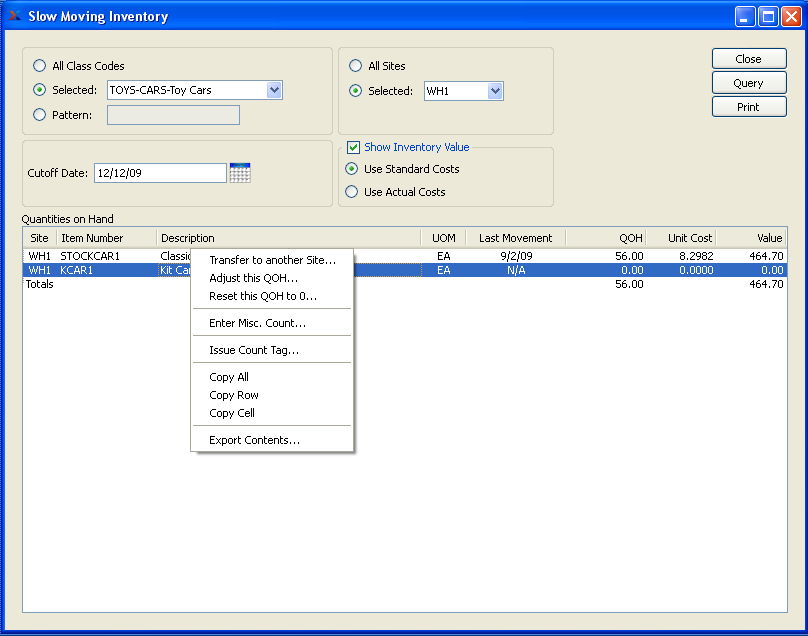 Slow Moving Inventory
All Class Codes
Selected: TOYS-CARS-Toy Cars
Pattern:
All Sites
Selected: WH1
Close
Query
Print
Cutoff Date: 12/12/09
Show Inventory Value
Use Standard Costs
Use Actual Costs
Quantities on Hand
Site Item Number Description UOM Last Movement QOH Unit Cost Value
WH1 STOCKCAR1 Classic EA 9/2/09 56.00 8.2982 464.70
WH1 KCAR1 Kit Car EA N/A 0.00 0.0000 0.00
Totals 56.00 464.70
Transfer to another Site...
Adjust this QOH...
Reset this QOH to 0...
Enter Misc. Count...
Issue Count Tag...
Copy All
Copy Row
Copy Cell
Export Contents...